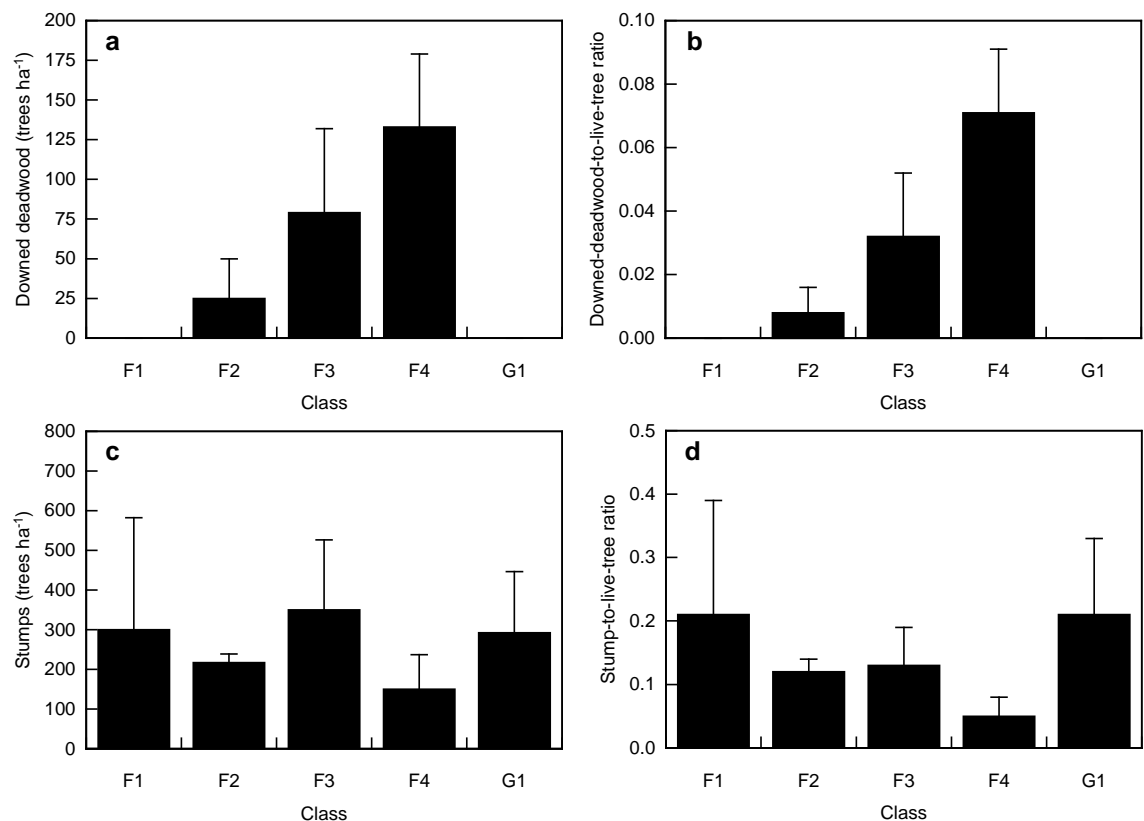 a
Downed deadwood (trees ha⁻¹)
200
175
150
125
100
75
50
25
0
F1 F2 F3 F4 G1
Class
b
Downed-deadwood-to-live-tree ratio
0.10
0.08
0.06
0.04
0.02
0.00
F1 F2 F3 F4 G1
Class
c
Stumps (trees ha⁻¹)
800
700
600
500
400
300
200
100
0
F1 F2 F3 F4 G1
Class
d
Stump-to-live-tree ratio
0.5
0.4
0.3
0.2
0.1
0.0
F1 F2 F3 F4 G1
Class